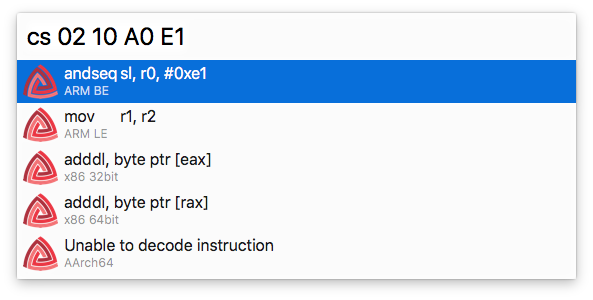 cs 02 10 A0 E1
andseq sl, r0, #0xe1
ARM BE
mov r1, r2
ARM LE
adddl, byte ptr [eax]
x86 32bit
adddl, byte ptr [rax]
x86 64bit
Unable to decode instruction
AArch64